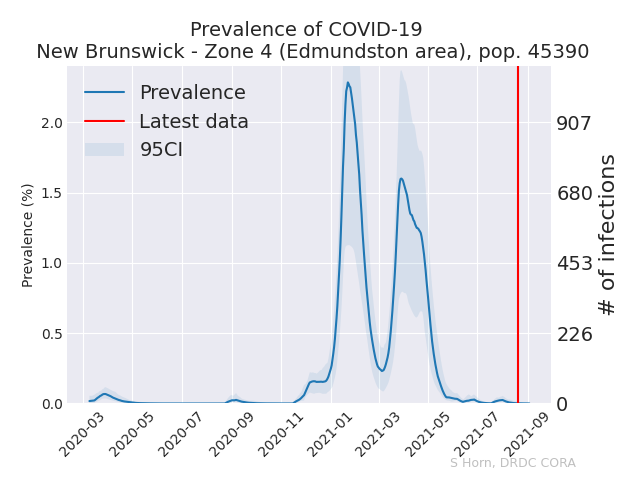 Prevalence of COVID-19
New Brunswick - Zone 4 (Edmundston area), pop. 45390
Prevalence
Latest data
95CI
Prevalence (%)
2.0
1.5
1.0
0.5
0.0
907
680
453
226
0
# of infections
2020-03
2020-05
2020-07
2020-09
2020-11
2021-01
2021-03
2021-05
2021-07
2021-09
S Horn, DRDC CORA